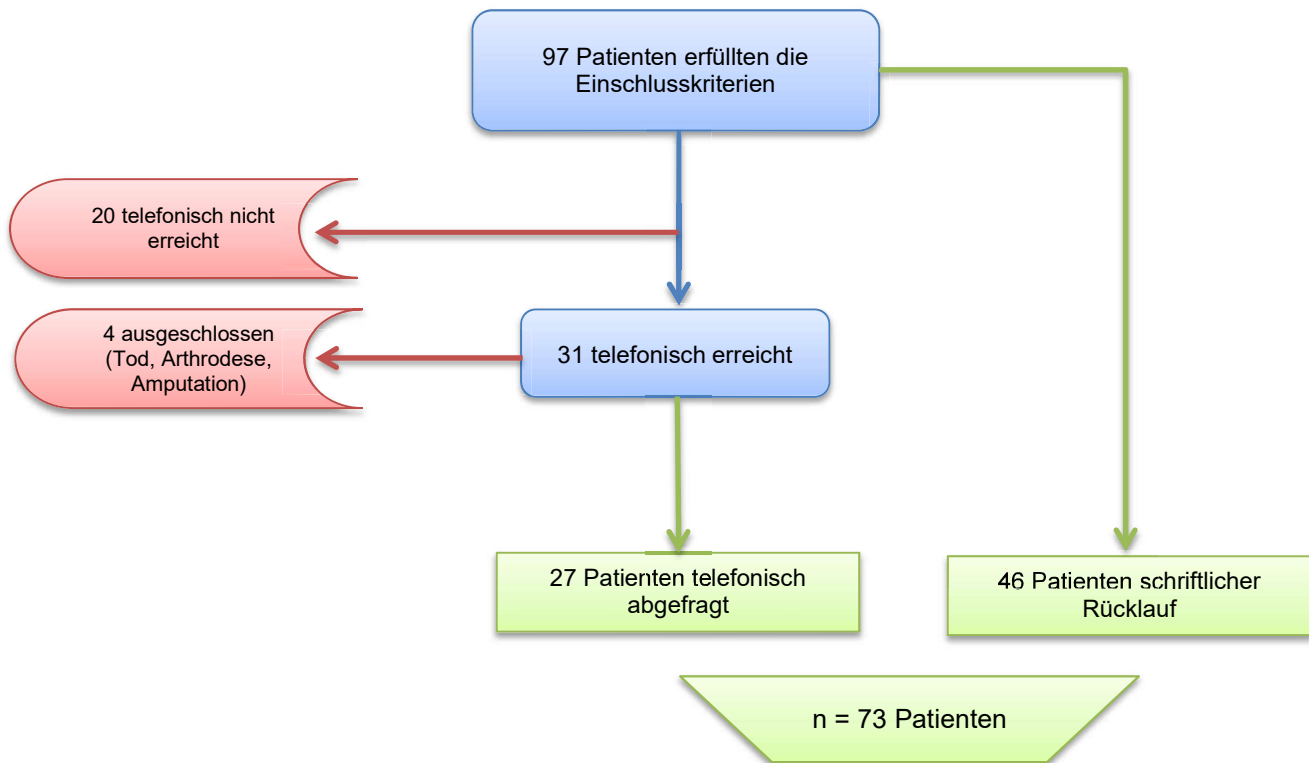 97 Patienten erfüllten die
Einschlusskriterien
20 telefonisch nicht
erreicht
4 ausgeschlossen
(Tod, Arthrodese,
Amputation)
31 telefonisch erreicht
27 Patienten telefonisch
abgefragt
46 Patienten schriftlicher
Rücklauf
n = 73 Patienten